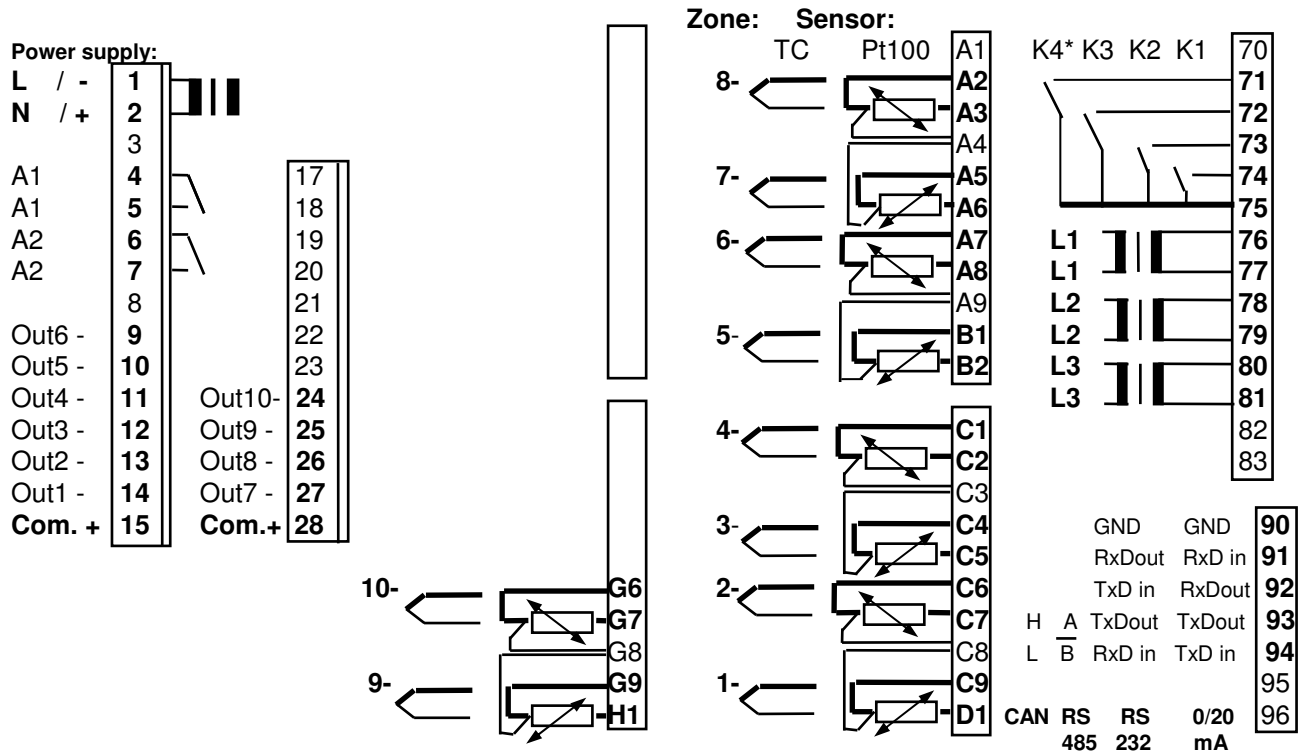 Zone: Sensor:
Power supply:
TC Pt100 A1
K4* K3 K2 K1 70
L / - 1
N / + 2
3
A1 4
A1 5
A2 6
A2 7
8
Out6 - 9
Out5 - 10
Out4 - 11
Out3 - 12
Out2 - 13
Out1 - 14
Com. + 15
17
18
19
20
21
22
23
Out10- 24
Out9 - 25
Out8 - 26
Out7 - 27
Com.+ 28
10- G6
G7
G8
9- G9
H1
8- A2
A3
A4
7- A5
A6
6- A7
A8
A9
5- B1
B2
4- C1
C2
C3
3- C4
C5
2- C6
C7
C8
1- C9
D1
71
72
73
74
75
L1 76
L1 77
L2 78
L2 79
L3 80
L3 81
82
83
GND GND 90
RxDout RxD in 91
TxD in RxDout 92
H A TxDout TxDout 93
L B RxD in TxD in 94
95
CAN RS RS 0/20 96
485 232 mA